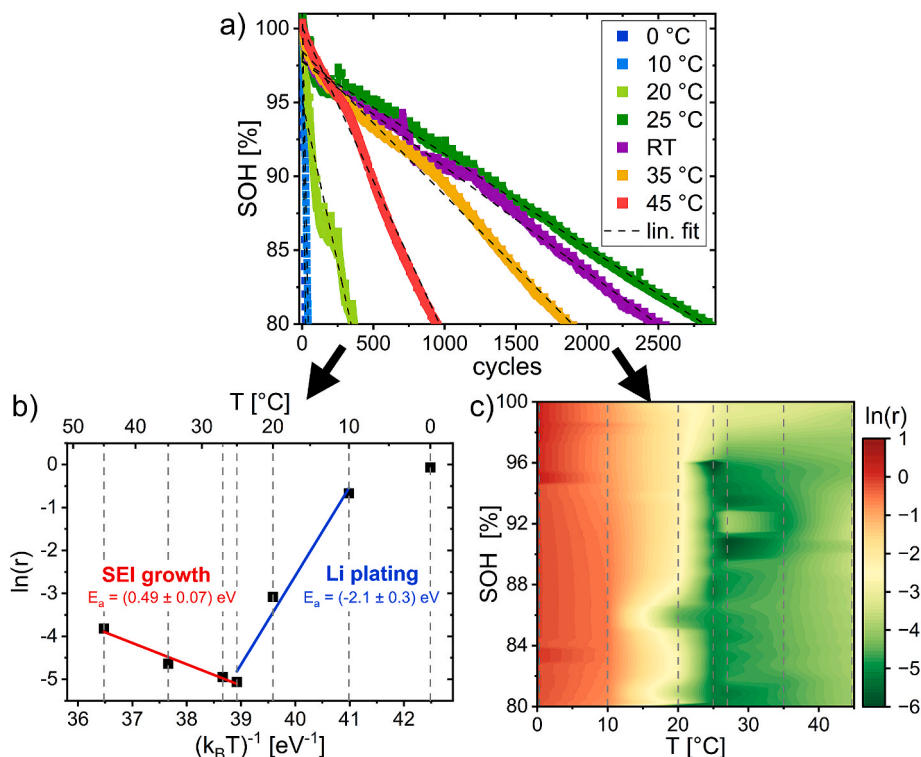 a)
SOH [%]
100
95
90
85
80
0 500 1000 1500 2000 2500
cycles
0 °C
10 °C
20 °C
25 °C
RT
35 °C
45 °C
lin. fit
b)
T [°C]
50 40 30 20 10 0
ln(r)
0
-1
-2
-3
-4
-5
SEI growth
Eₐ = (0.49 ± 0.07) eV
Li plating
Eₐ = (-2.1 ± 0.3) eV
36 37 38 39 40 41 42
(k_BT)⁻¹ [eV⁻¹]
c)
SOH [%]
100
96
92
88
84
80
0 10 20 30 40
T [°C]
ln(r)
1
0
−1
−2
−3
−4
−5
−6